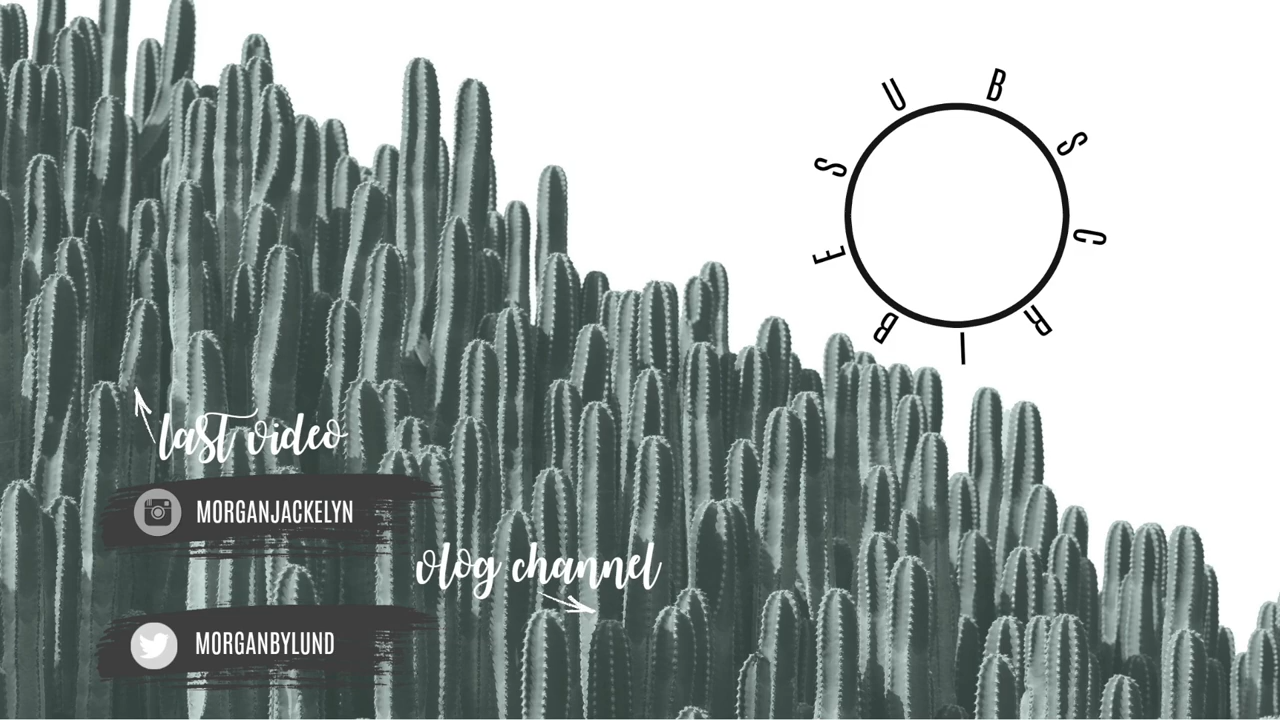 SUBSCRIBE
last video
MORGANJACKELYN
vlog channel
MORGANBYLUND